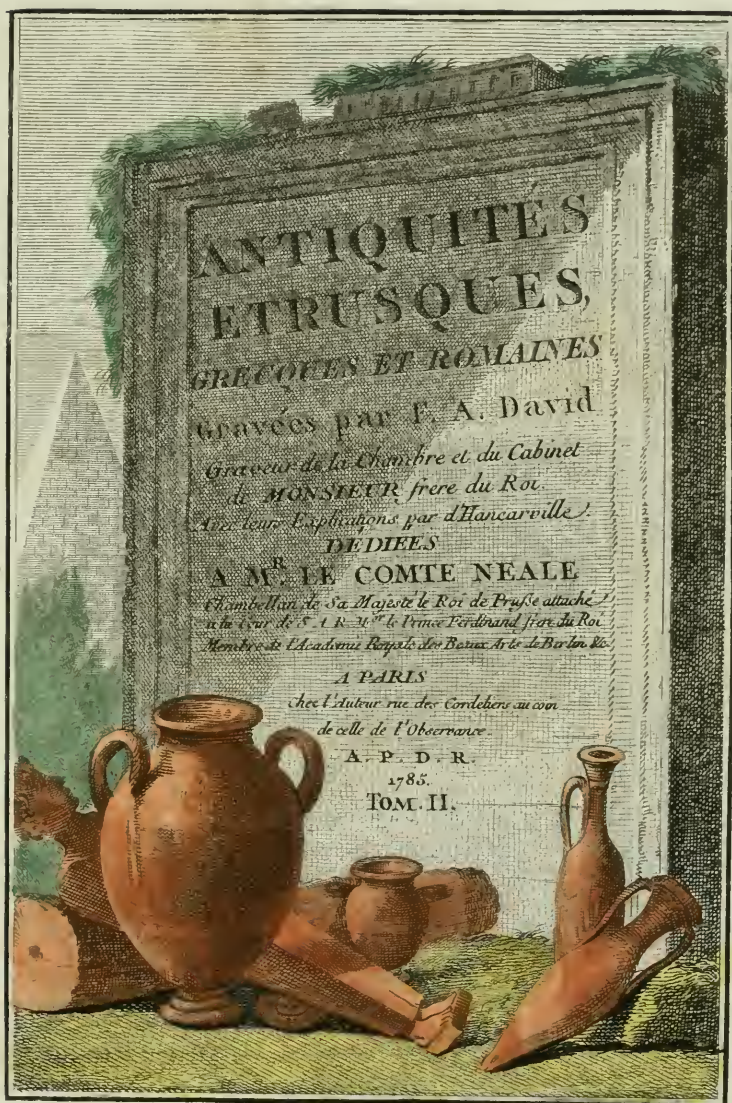 ANTIQUITÉS
ETRUSQUES,
GRECQUES ET ROMAINES
Gravées par F. A. David
Graveur de la Chambre et du Cabinet
de MONSIEUR, frere du Roi.
Avec leurs Explications, par d'Hancarville.
DEDIEES
A MR. LE COMTE NEALE
Chambellan de Sa Majesté le Roi de Prusse attaché
a la Cour de S. A. R. Mgr. le Prince Ferdinand frere du Roi
Membre de l'Academie Royale des Beaux Arts de Berlin &c.
A PARIS
chez l'Auteur rue des Cordeliers au coin
de celle de l'Observance.
A. P. D. R.
1785.
TOM. II.